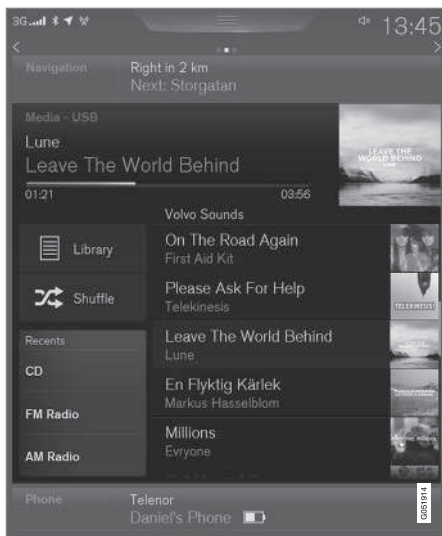 3G
13:45
Navigation
Right in 2 km
Next: Storgatan
Media - USB
Lune
Leave The World Behind
01:21
03:56
LEAVE THE
WORLD BEHIND
LUNE
Volvo Sounds
Library
Shuffle
On The Road Again
First Aid Kit
Please Ask For Help
Telekinesis
TELEKINESIS!
Leave The World Behind
Lune
En Flyktig Kärlek
Markus Hasselblom
Millions
Evryone
Recents
CD
FM Radio
AM Radio
Phone
Telenor
Daniel's Phone
G051914